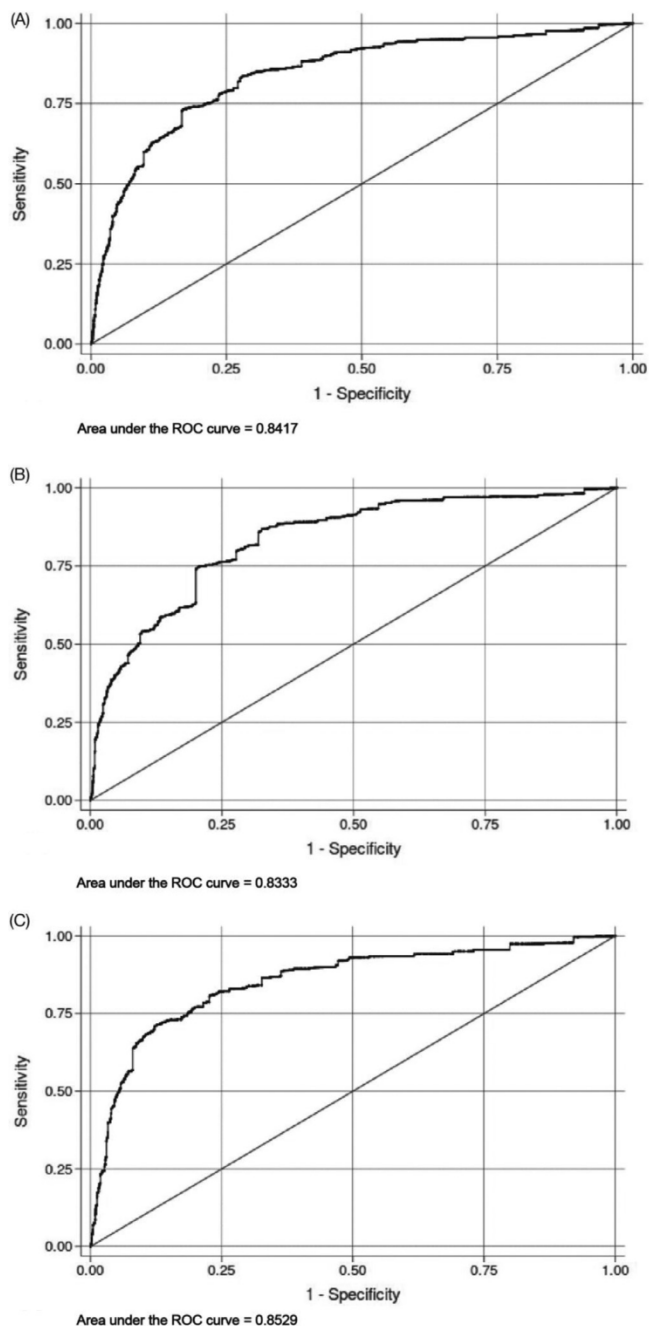 (A)
1.00
0.75
0.50
0.25
0.00
Sensitivity
0.00 0.25 0.50 0.75 1.00
1 - Specificity
Area under the ROC curve = 0.8417
(B)
1.00
0.75
0.50
0.25
0.00
Sensitivity
0.00 0.25 0.50 0.75 1.00
1 - Specificity
Area under the ROC curve = 0.8333
(C)
1.00
0.75
0.50
0.25
0.00
Sensitivity
0.00 0.25 0.50 0.75 1.00
1 - Specificity
Area under the ROC curve = 0.8529